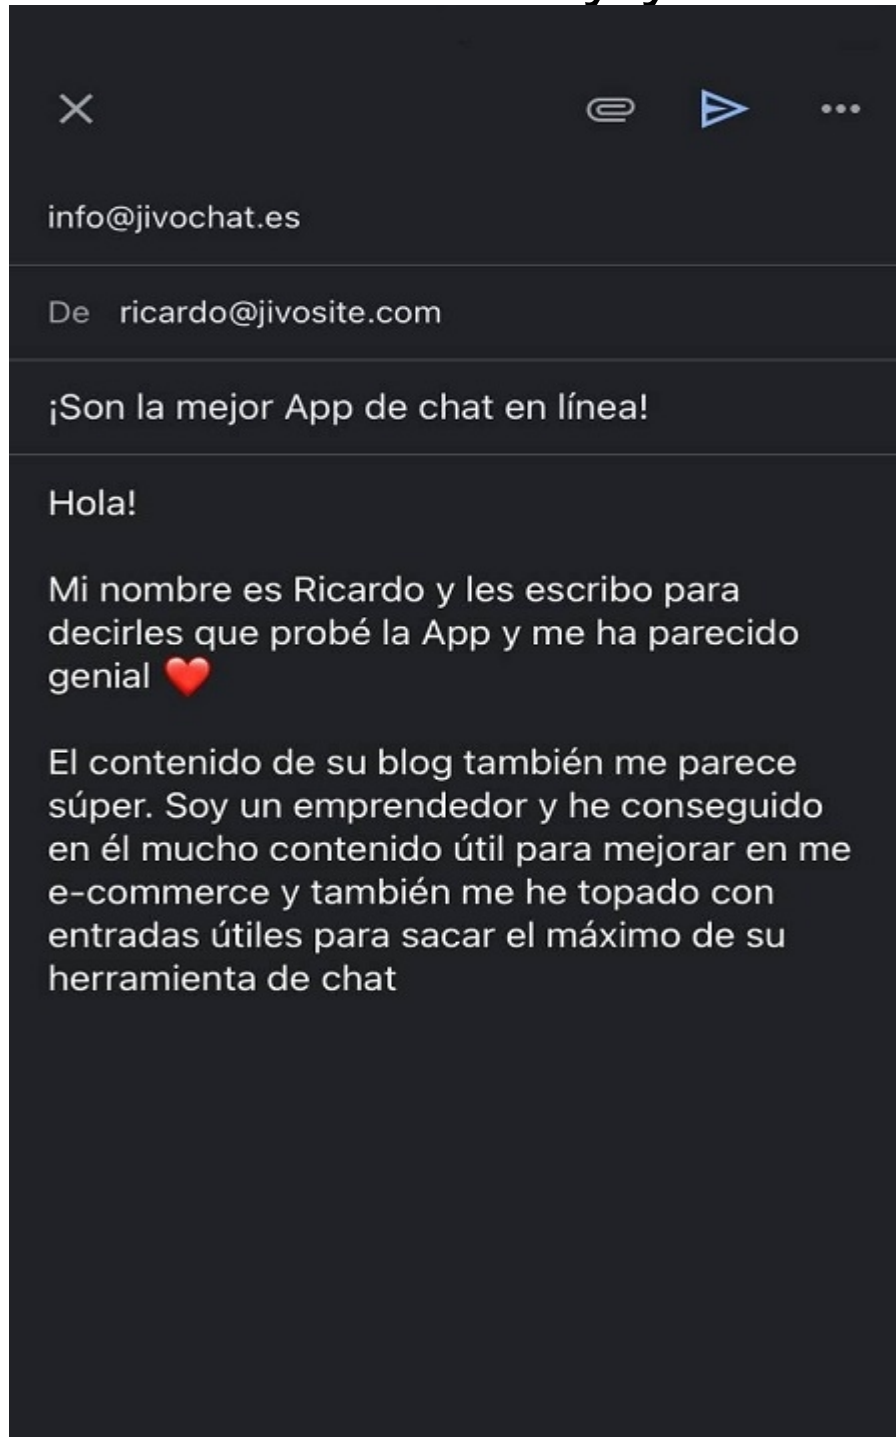 info@jivochat.es
De ricardo@jivosite.com
¡Son la mejor App de chat en línea!
Hola!
Mi nombre es Ricardo y les escribo para
decirles que probé la App y me ha parecido
genial ❤️
El contenido de su blog también me parece
súper. Soy un emprendedor y he conseguido
en él mucho contenido útil para mejorar en me
e-commerce y también me he topado con
entradas útiles para sacar el máximo de su
herramienta de chat